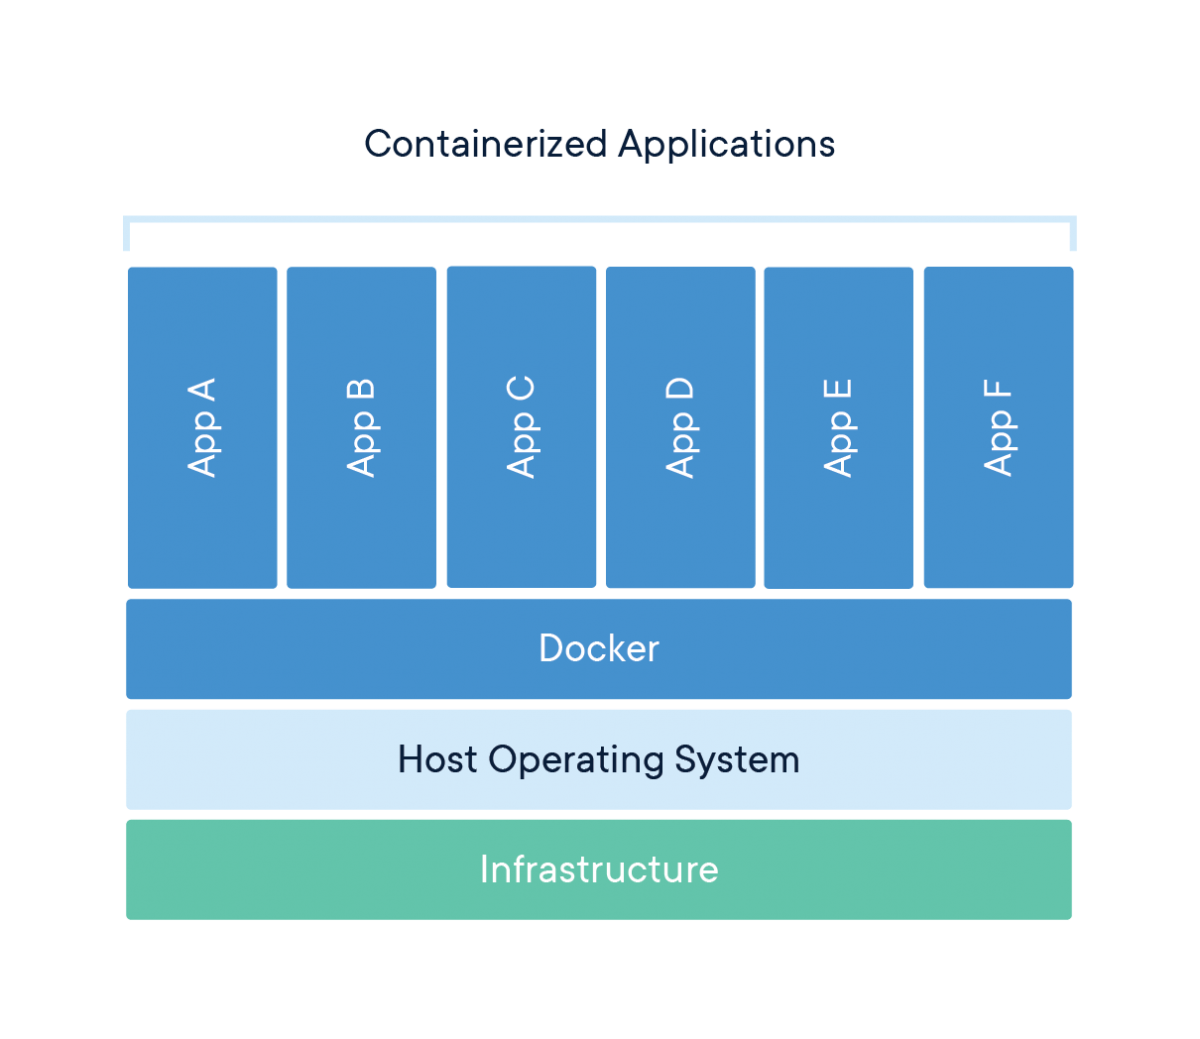 Containerized Applications
App A
App B
App C
App D
App E
App F
Docker
Host Operating System
Infrastructure